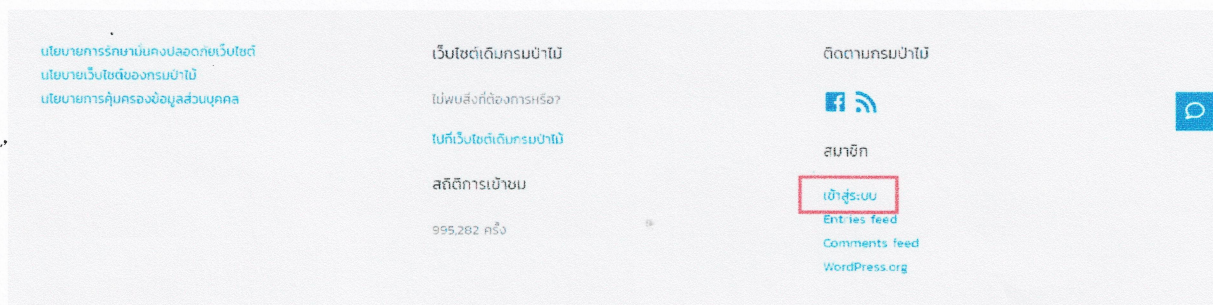 นโยบายการรักษามั่นคงปลอดภัยเว็บไซต์
นโยบายเว็บไซต์ของกรมป่าไม้
นโยบายการคุ้มครองข้อมูลส่วนบุคคล
เว็บไซต์เดิมกรมป่าไม้
ไม่พบสิ่งที่ต้องการหรือ?
ไปที่เว็บไซต์เดิมกรมป่าไม้
สถิติการเข้าชม
995,282 ครั้ง
ติดตามกรมป่าไม้
สมาชิก
เข้าสู่ระบบ
Entries feed
Comments feed
WordPress.org